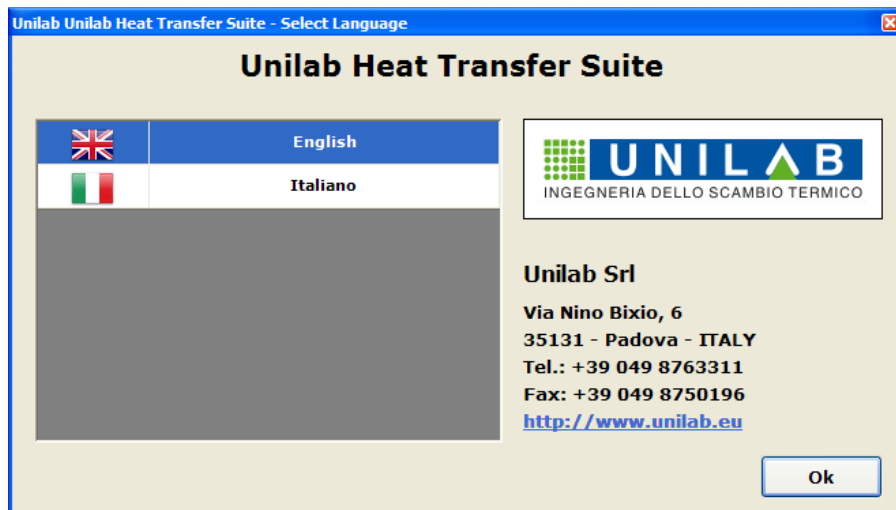 Unilab Unilab Heat Transfer Suite - Select Language
Unilab Heat Transfer Suite
English
Italiano
UNILAB
INGEGNERIA DELLO SCAMBIO TERMICO
Unilab Srl
Via Nino Bixio, 6
35131 - Padova - ITALY
Tel.: +39 049 8763311
Fax: +39 049 8750196
http://www.unilab.eu
Ok